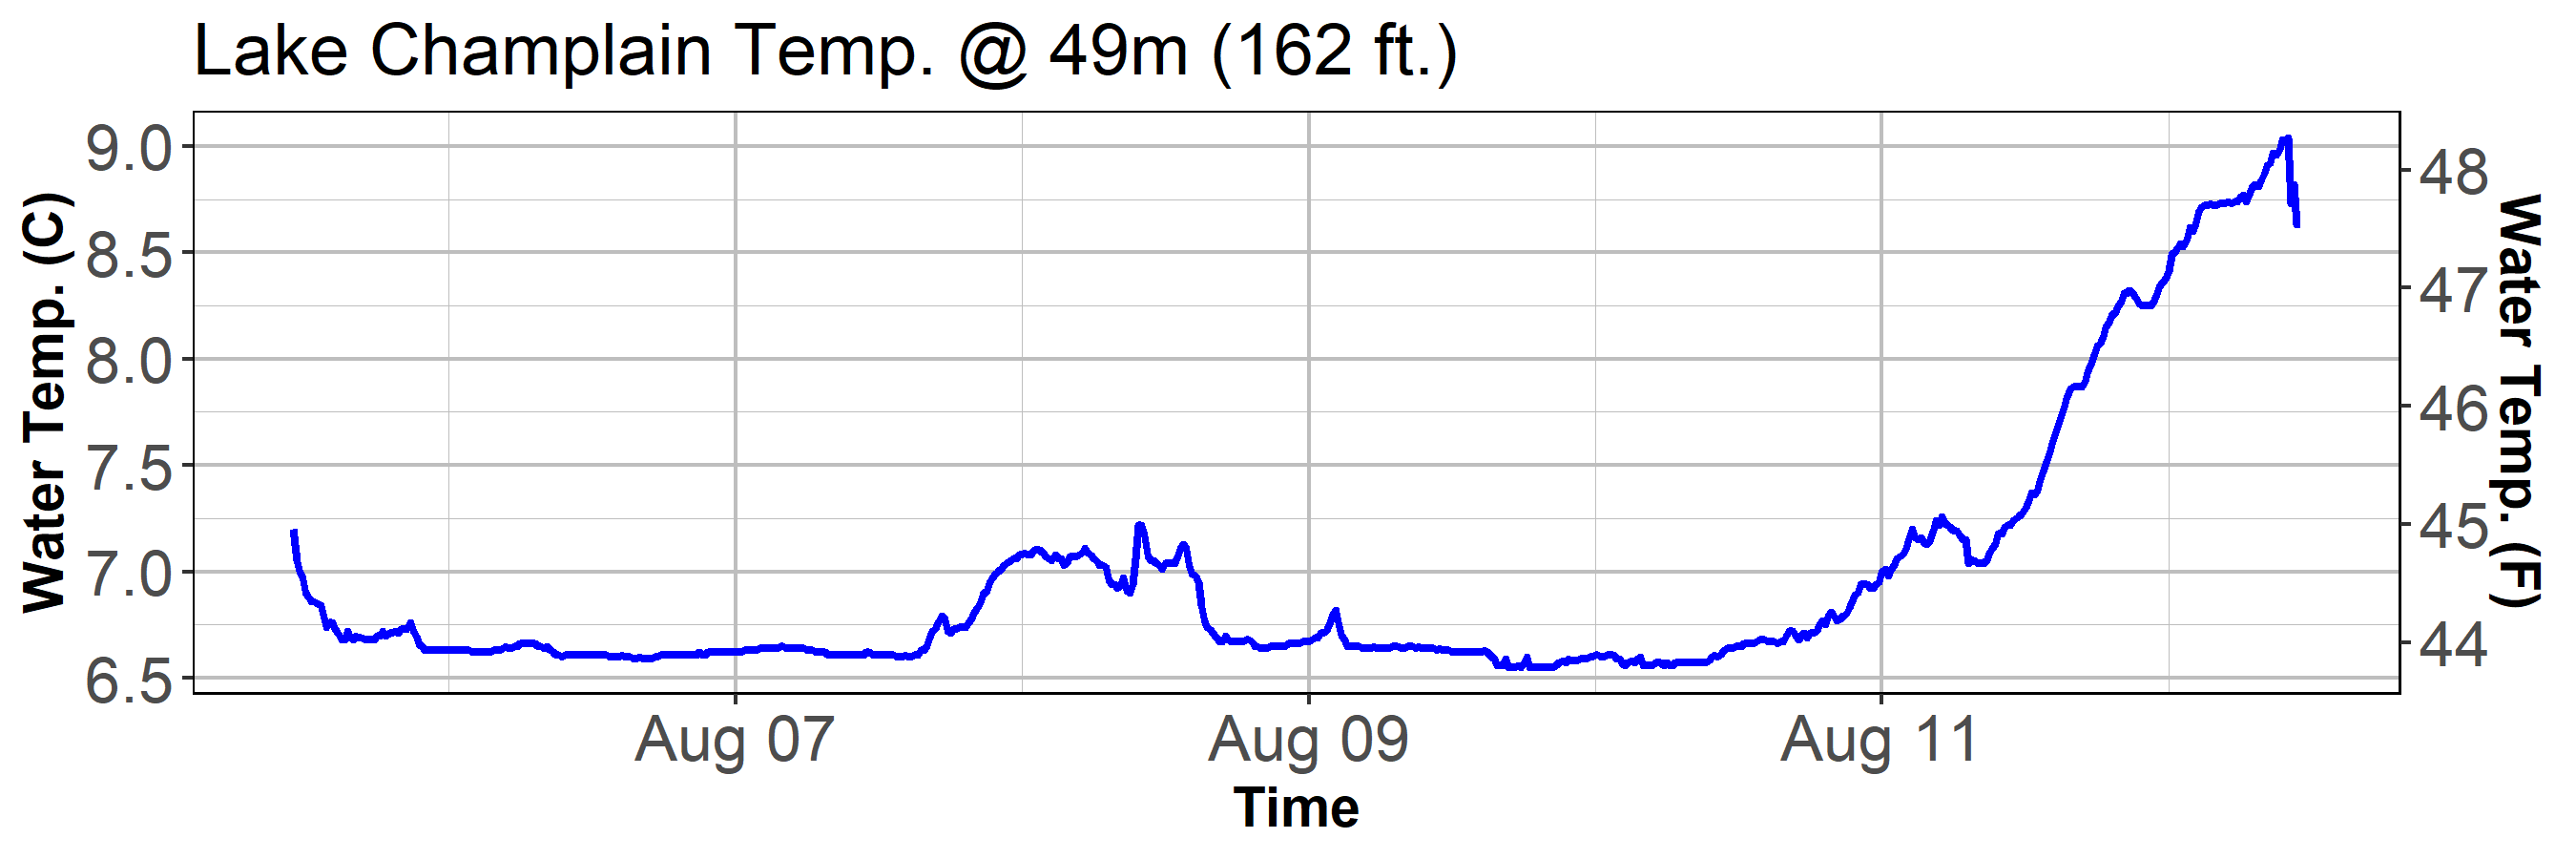 Lake Champlain Temp. @ 49m (162 ft.)
Water Temp. (C)
9.0
8.5
8.0
7.5
7.0
6.5
48
47
46
45
44
Water Temp. (F)
Aug 07
Aug 09
Aug 11
Time